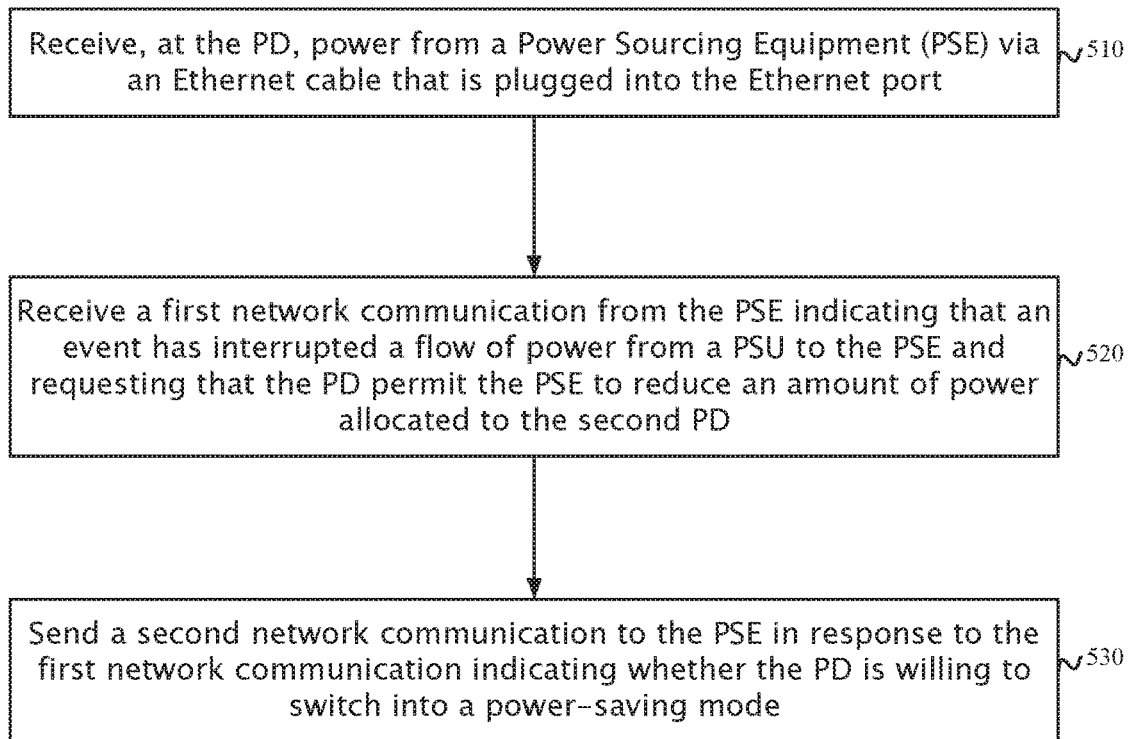 Receive, at the PD, power from a Power Sourcing Equipment (PSE) via
an Ethernet cable that is plugged into the Ethernet port
510
Receive a first network communication from the PSE indicating that an
event has interrupted a flow of power from a PSU to the PSE and
requesting that the PD permit the PSE to reduce an amount of power
allocated to the second PD
520
Send a second network communication to the PSE in response to the
first network communication indicating whether the PD is willing to
switch into a power-saving mode
530